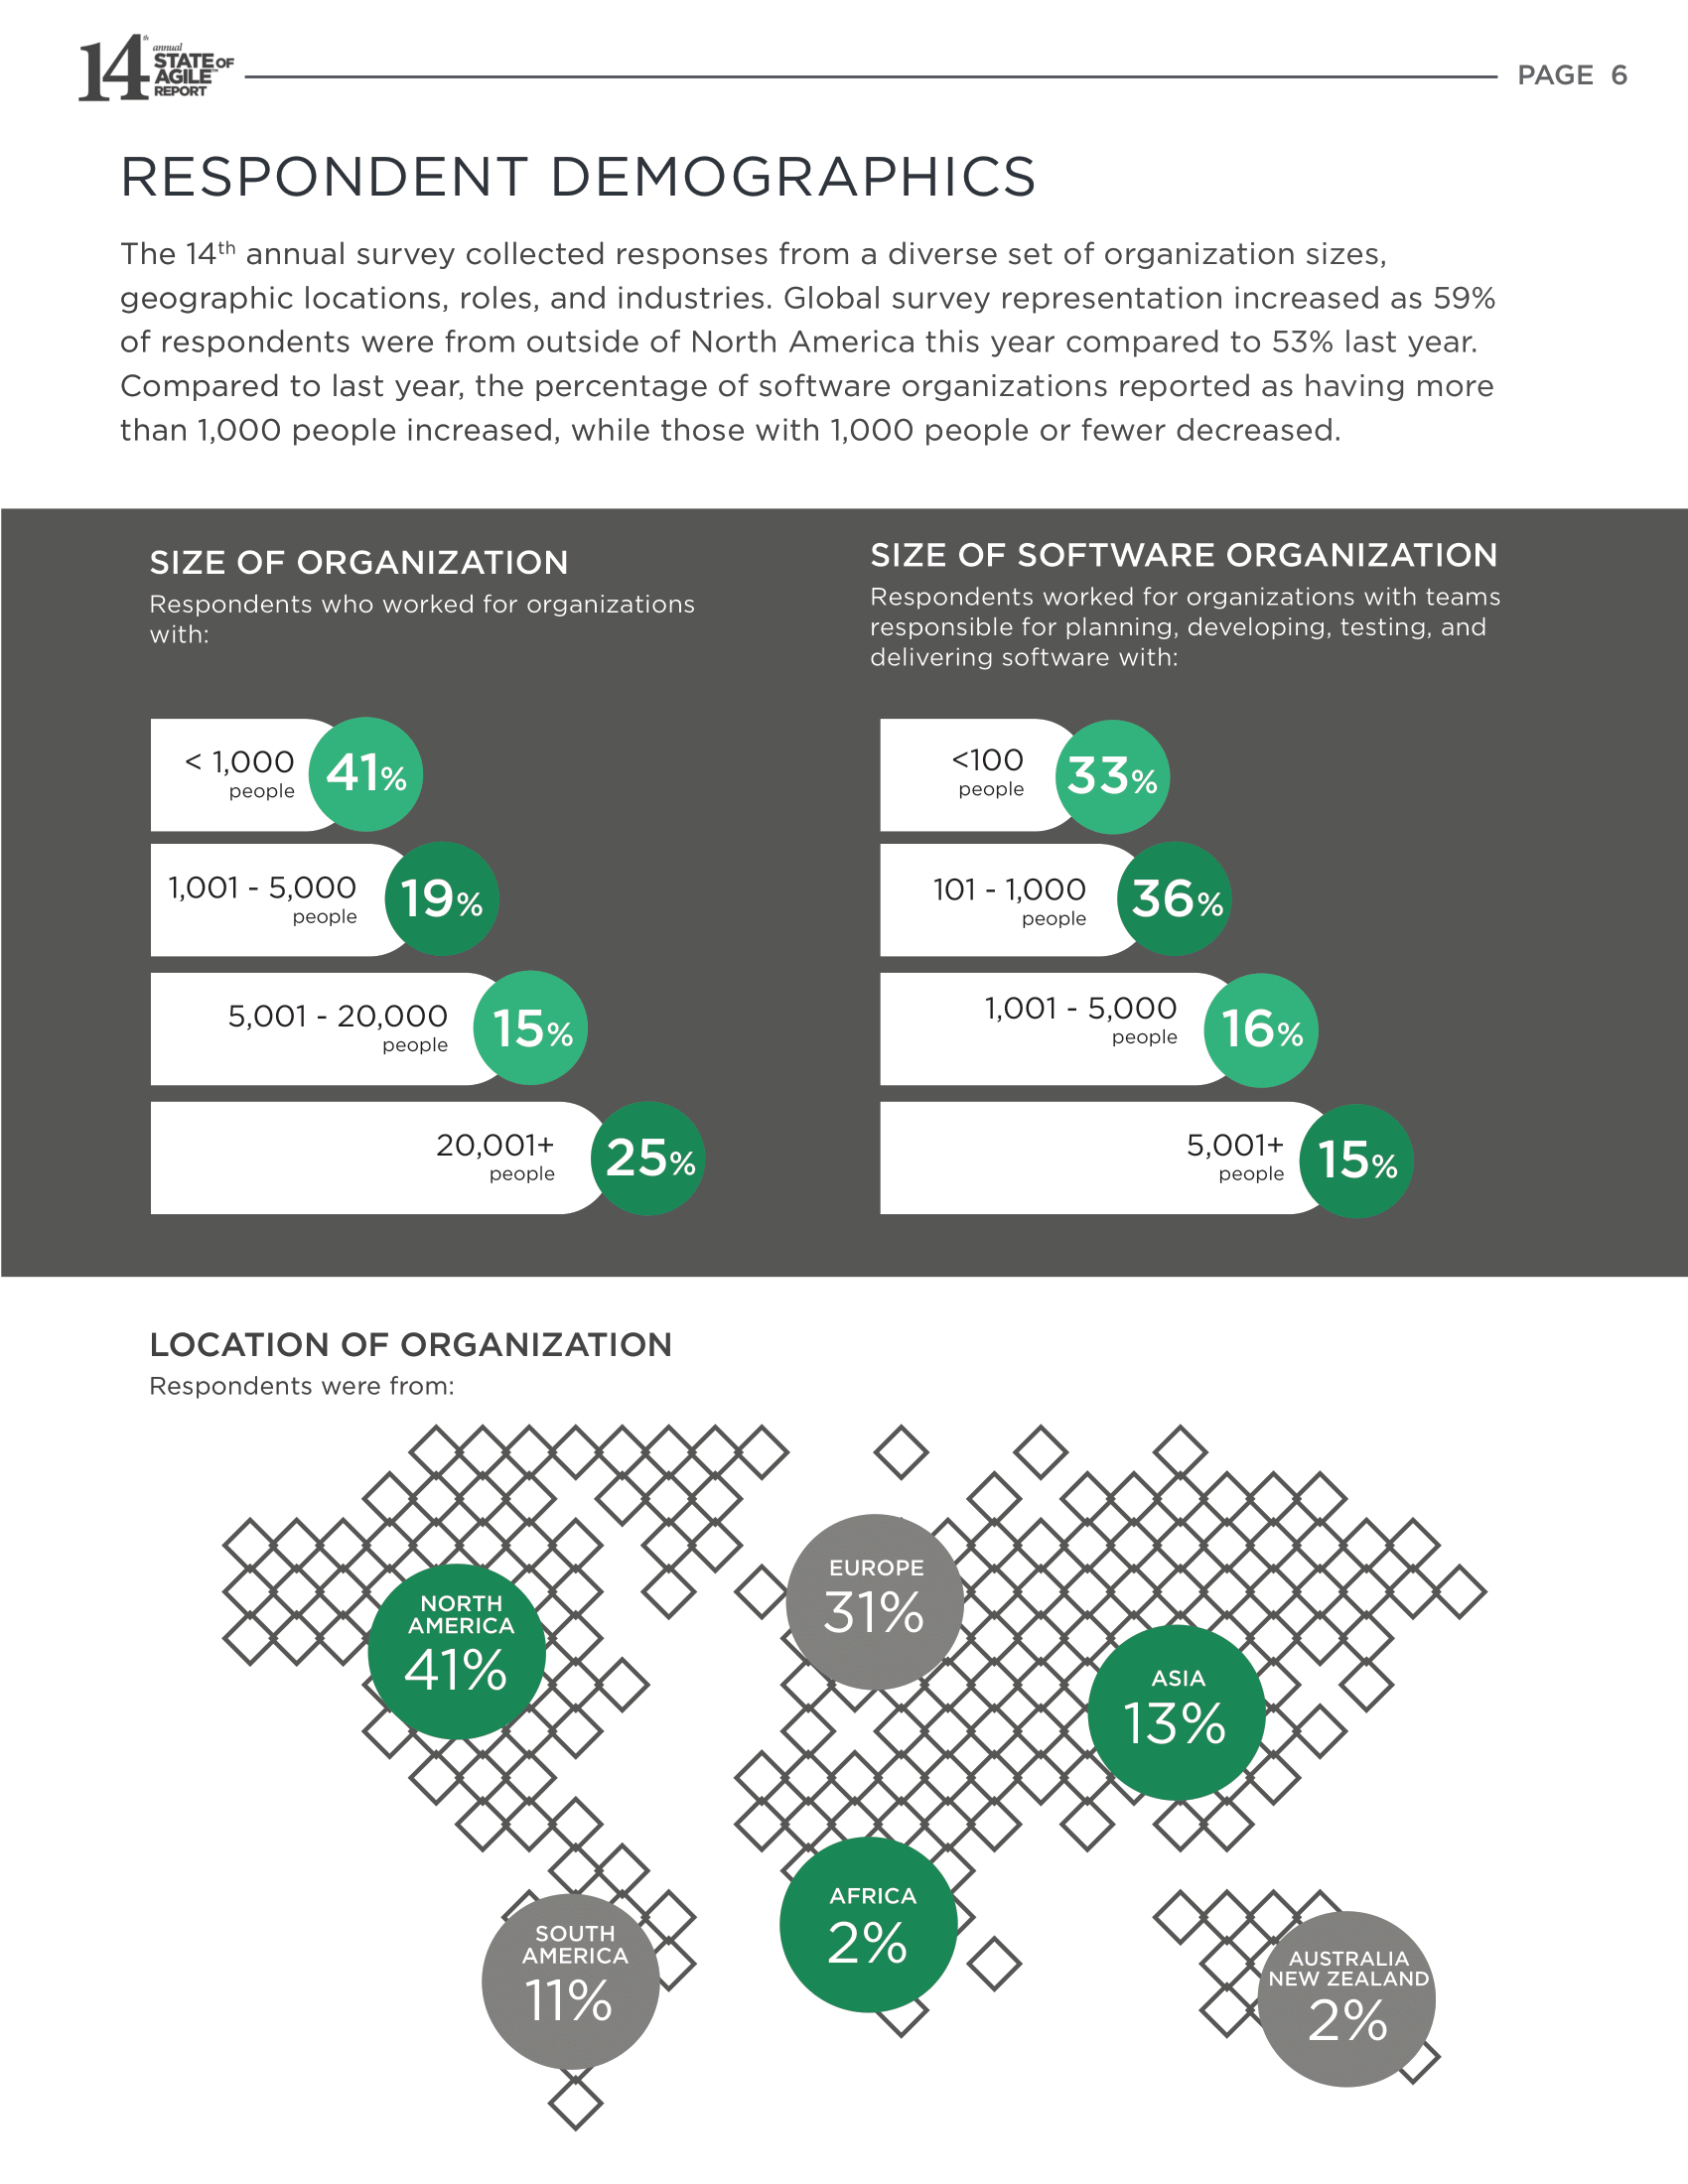 14th annual
STATE OF
AGILE™
REPORT
PAGE 6
RESPONDENT DEMOGRAPHICS
The 14th annual survey collected responses from a diverse set of organization sizes,
geographic locations, roles, and industries. Global survey representation increased as 59%
of respondents were from outside of North America this year compared to 53% last year.
Compared to last year, the percentage of software organizations reported as having more
than 1,000 people increased, while those with 1,000 people or fewer decreased.
SIZE OF ORGANIZATION
Respondents who worked for organizations
with:
< 1,000
people
41%
1,001 - 5,000
people
19%
5,001 - 20,000
people
15%
20,001+
people
25%
SIZE OF SOFTWARE ORGANIZATION
Respondents worked for organizations with teams
responsible for planning, developing, testing, and
delivering software with:
<100
people
33%
101 - 1,000
people
36%
1,001 - 5,000
people
16%
5,001+
people
15%
LOCATION OF ORGANIZATION
Respondents were from:
NORTH
AMERICA
41%
EUROPE
31%
ASIA
13%
SOUTH
AMERICA
11%
AFRICA
2%
AUSTRALIA
NEW ZEALAND
2%